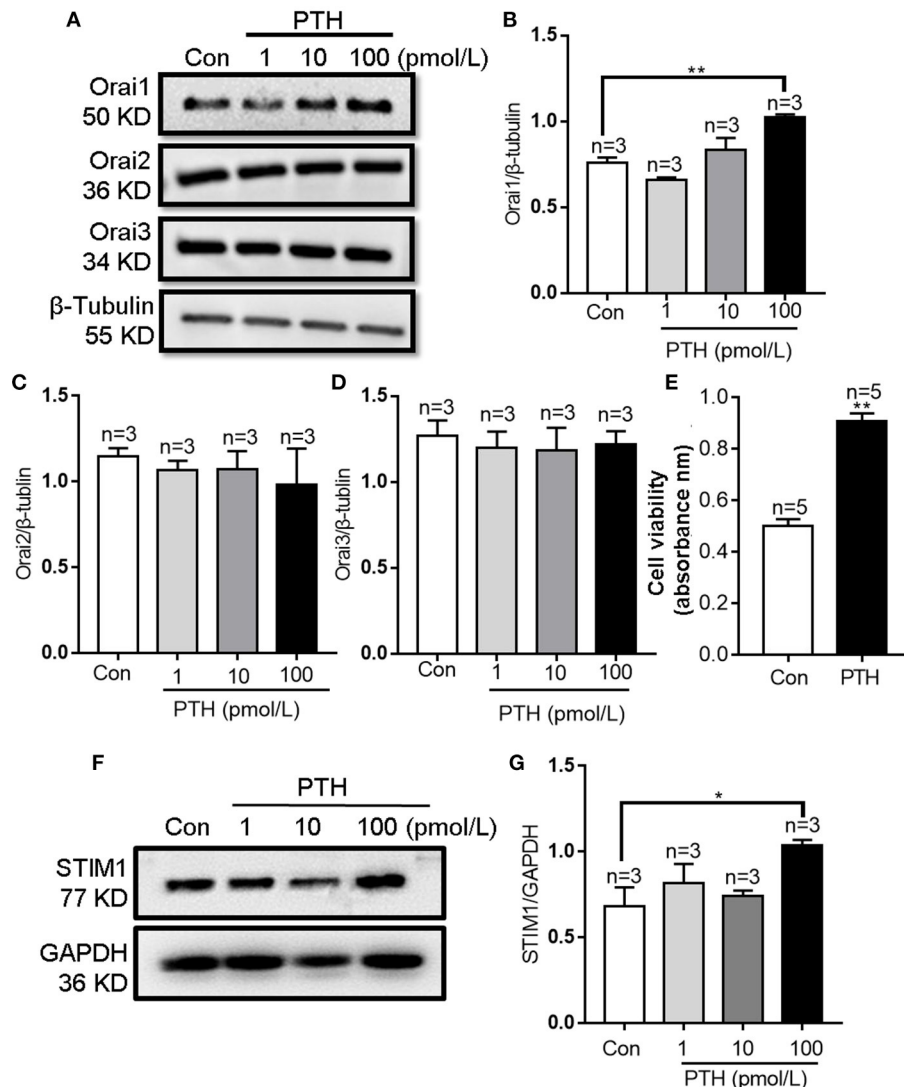 A
PTH
Con 1 10 100 (pmol/L)
Orai1
50 KD
Orai2
36 KD
Orai3
34 KD
β-Tubulin
55 KD
B
Orai1/β-tubulin
1.5
1.0
0.5
0.0
**
n=3
n=3
n=3
n=3
Con 1 10 100
PTH (pmol/L)
C
Orai2/β-tublin
1.5
1.0
0.5
0.0
n=3
n=3
n=3
n=3
Con 1 10 100
PTH (pmol/L)
D
Orai3/β-tublin
1.5
1.0
0.5
0.0
n=3
n=3
n=3
n=3
Con 1 10 100
PTH (pmol/L)
E
Cell viability
(absorbance nm)
1.0
0.8
0.6
0.4
0.2
0.0
n=5
n=5
**
Con PTH
F
PTH
Con 1 10 100 (pmol/L)
STIM1
77 KD
GAPDH
36 KD
G
STIM1/GAPDH
1.5
1.0
0.5
0.0
*
n=3
n=3
n=3
n=3
Con 1 10 100
PTH (pmol/L)